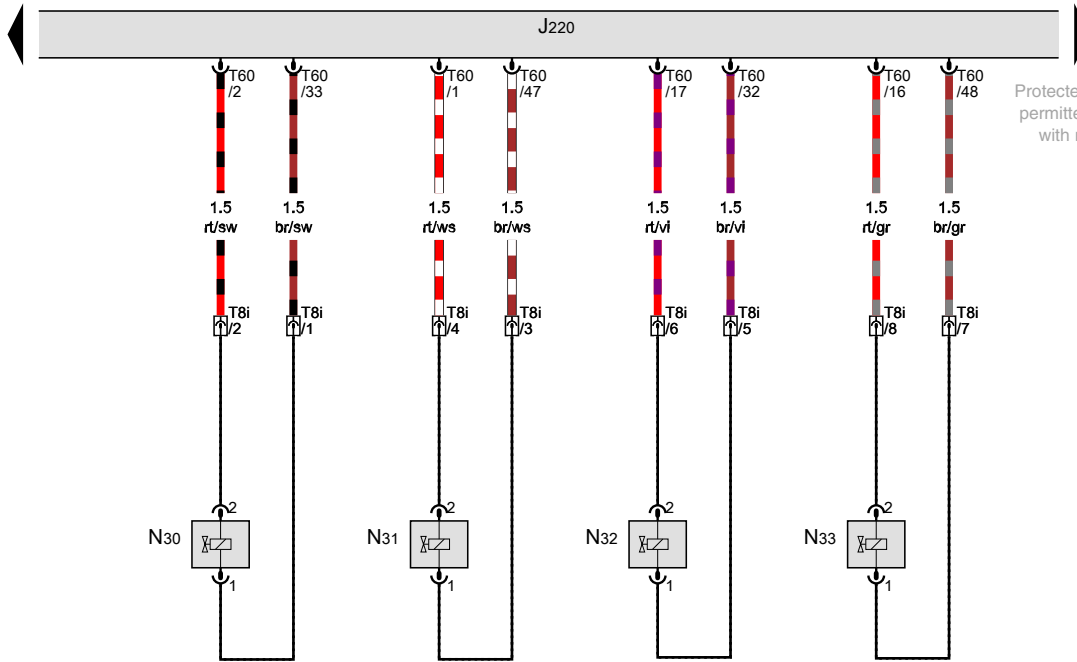 J220
T60 /2
T60 /33
T60 /1
T60 /47
T60 /17
T60 /32
T60 /16
T60 /48
Protecte
permitte
with
1.5 rt/sw
1.5 br/sw
1.5 rt/ws
1.5 br/ws
1.5 rt/vi
1.5 br/vi
1.5 rt/gr
1.5 br/gr
T8i /2
T8i /1
T8i /4
T8i /3
T8i /6
T8i /5
T8i /8
T8i /7
2
2
2
2
N30
N31
N32
N33
1
1
1
1